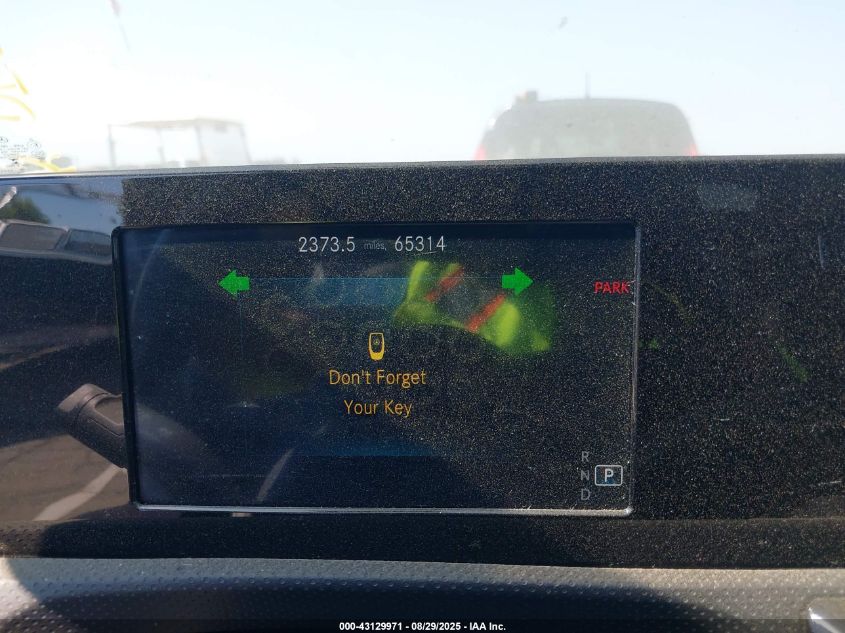 2373.5 miles, 65314
PARK
Don't Forget
Your Key
R
N P
D
000-43129971 - 08/29/2025 - IAA Inc.